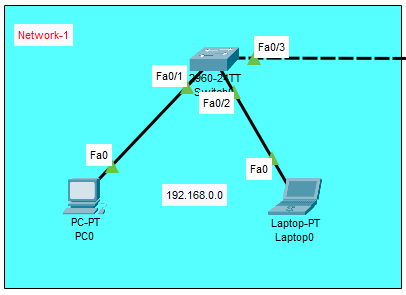 Network-1
Fa0/3
Fa0/1
2960-24TT
Switch0
Fa0/2
Fa0
Fa0
192.168.0.0
PC-PT
PC0
Laptop-PT
Laptop0